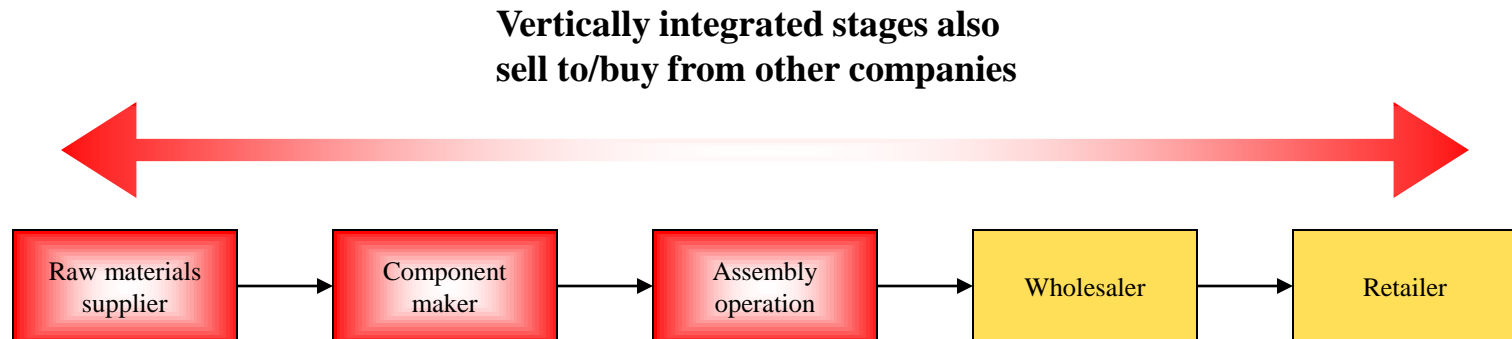 Vertically integrated stages also
sell to/buy from other companies
Raw materials
supplier
Component
maker
Assembly
operation
Wholesaler
Retailer